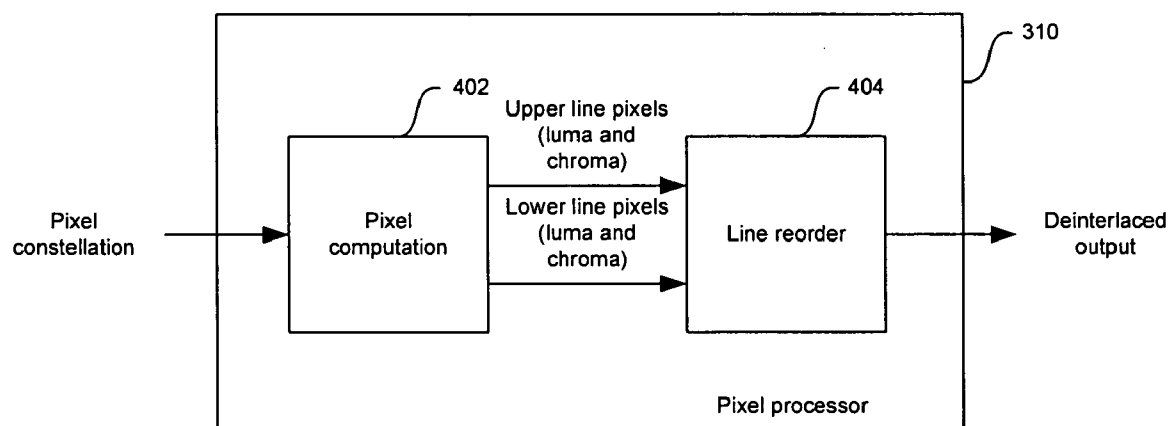 310
402
404
Upper line pixels
(luma and
chroma)
Pixel
constellation
Pixel
computation
Lower line pixels
(luma and
chroma)
Line reorder
Deinterlaced
output
Pixel processor